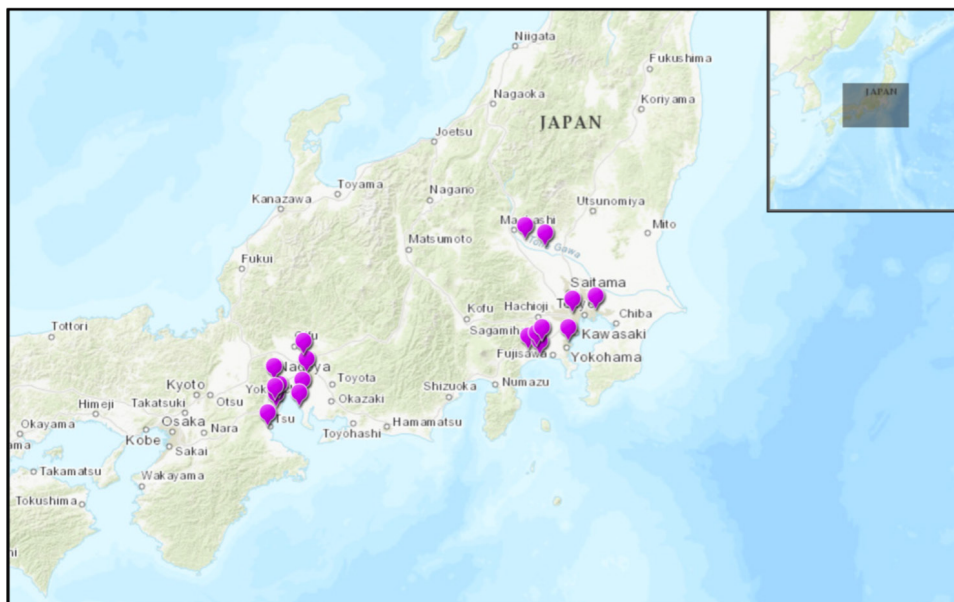 Niigata
Fukushima
Nagaoka
Koriyama
JAPAN
JAPAN
Joetsu
Toyama
Nagano
Kanazawa
Utsunomiya
Mito
Matsumoto
Gawa
Fukui
Saitama
Kofu
Hachioji
Chiba
Tottori
Sagamih
Kawasaki
Fujisawa
Yokohama
Kyoto
Toyota
Shizuoka
Numazu
Himeji
Takatsuki
Otsu
Okazaki
Okayama
Osaka
Tsu
Hamamatsu
Kobe
Nara
Toyohashi
Sakai
Takamatsu
Wakayama
Tokushima